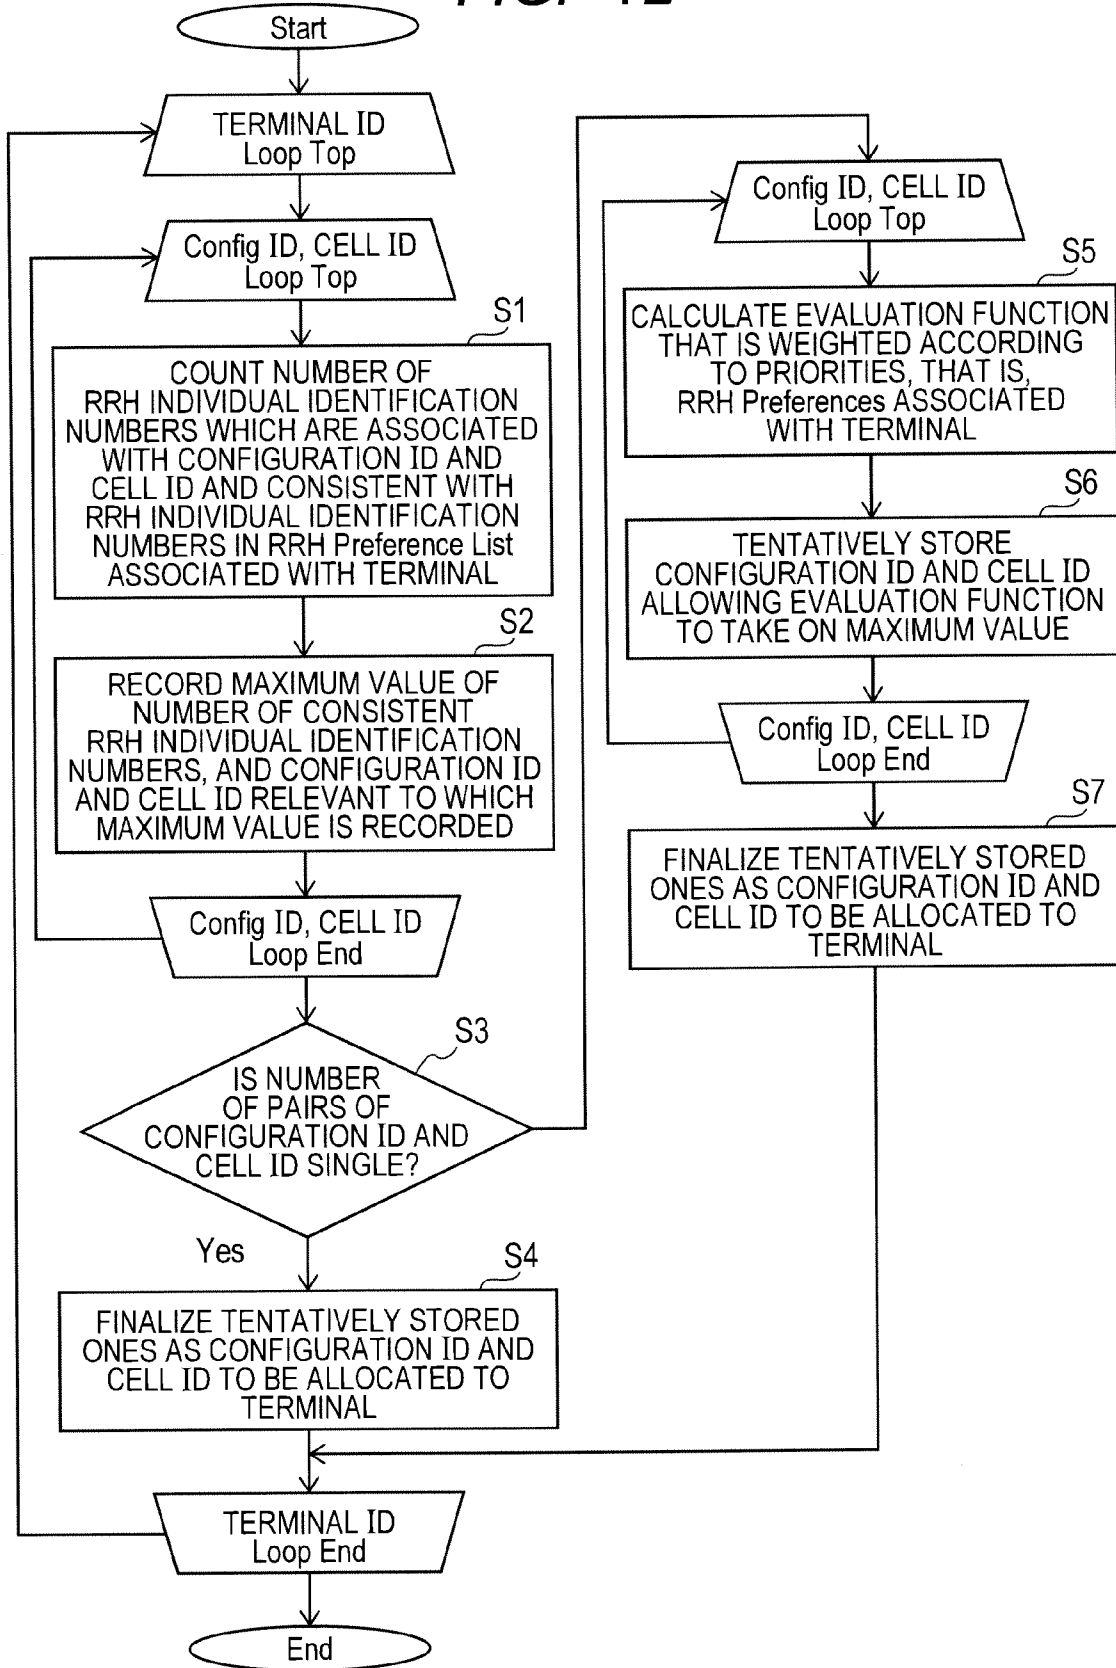 Start
TERMINAL ID
Loop Top
Config ID, CELL ID
Loop Top
S1
COUNT NUMBER OF
RRH INDIVIDUAL IDENTIFICATION
NUMBERS WHICH ARE ASSOCIATED
WITH CONFIGURATION ID AND
CELL ID AND CONSISTENT WITH
RRH INDIVIDUAL IDENTIFICATION
NUMBERS IN RRH Preference List
ASSOCIATED WITH TERMINAL
S2
RECORD MAXIMUM VALUE OF
NUMBER OF CONSISTENT
RRH INDIVIDUAL IDENTIFICATION
NUMBERS, AND CONFIGURATION ID
AND CELL ID RELEVANT TO WHICH
MAXIMUM VALUE IS RECORDED
Config ID, CELL ID
Loop End
S3
IS NUMBER
OF PAIRS OF
CONFIGURATION ID AND
CELL ID SINGLE?
Yes
S4
FINALIZE TENTATIVELY STORED
ONES AS CONFIGURATION ID AND
CELL ID TO BE ALLOCATED TO
TERMINAL
TERMINAL ID
Loop End
End
Config ID, CELL ID
Loop Top
S5
CALCULATE EVALUATION FUNCTION
THAT IS WEIGHTED ACCORDING
TO PRIORITIES, THAT IS,
RRH Preferences ASSOCIATED
WITH TERMINAL
S6
TENTATIVELY STORE
CONFIGURATION ID AND CELL ID
ALLOWING EVALUATION FUNCTION
TO TAKE ON MAXIMUM VALUE
Config ID, CELL ID
Loop End
S7
FINALIZE TENTATIVELY STORED
ONES AS CONFIGURATION ID AND
CELL ID TO BE ALLOCATED TO
TERMINAL